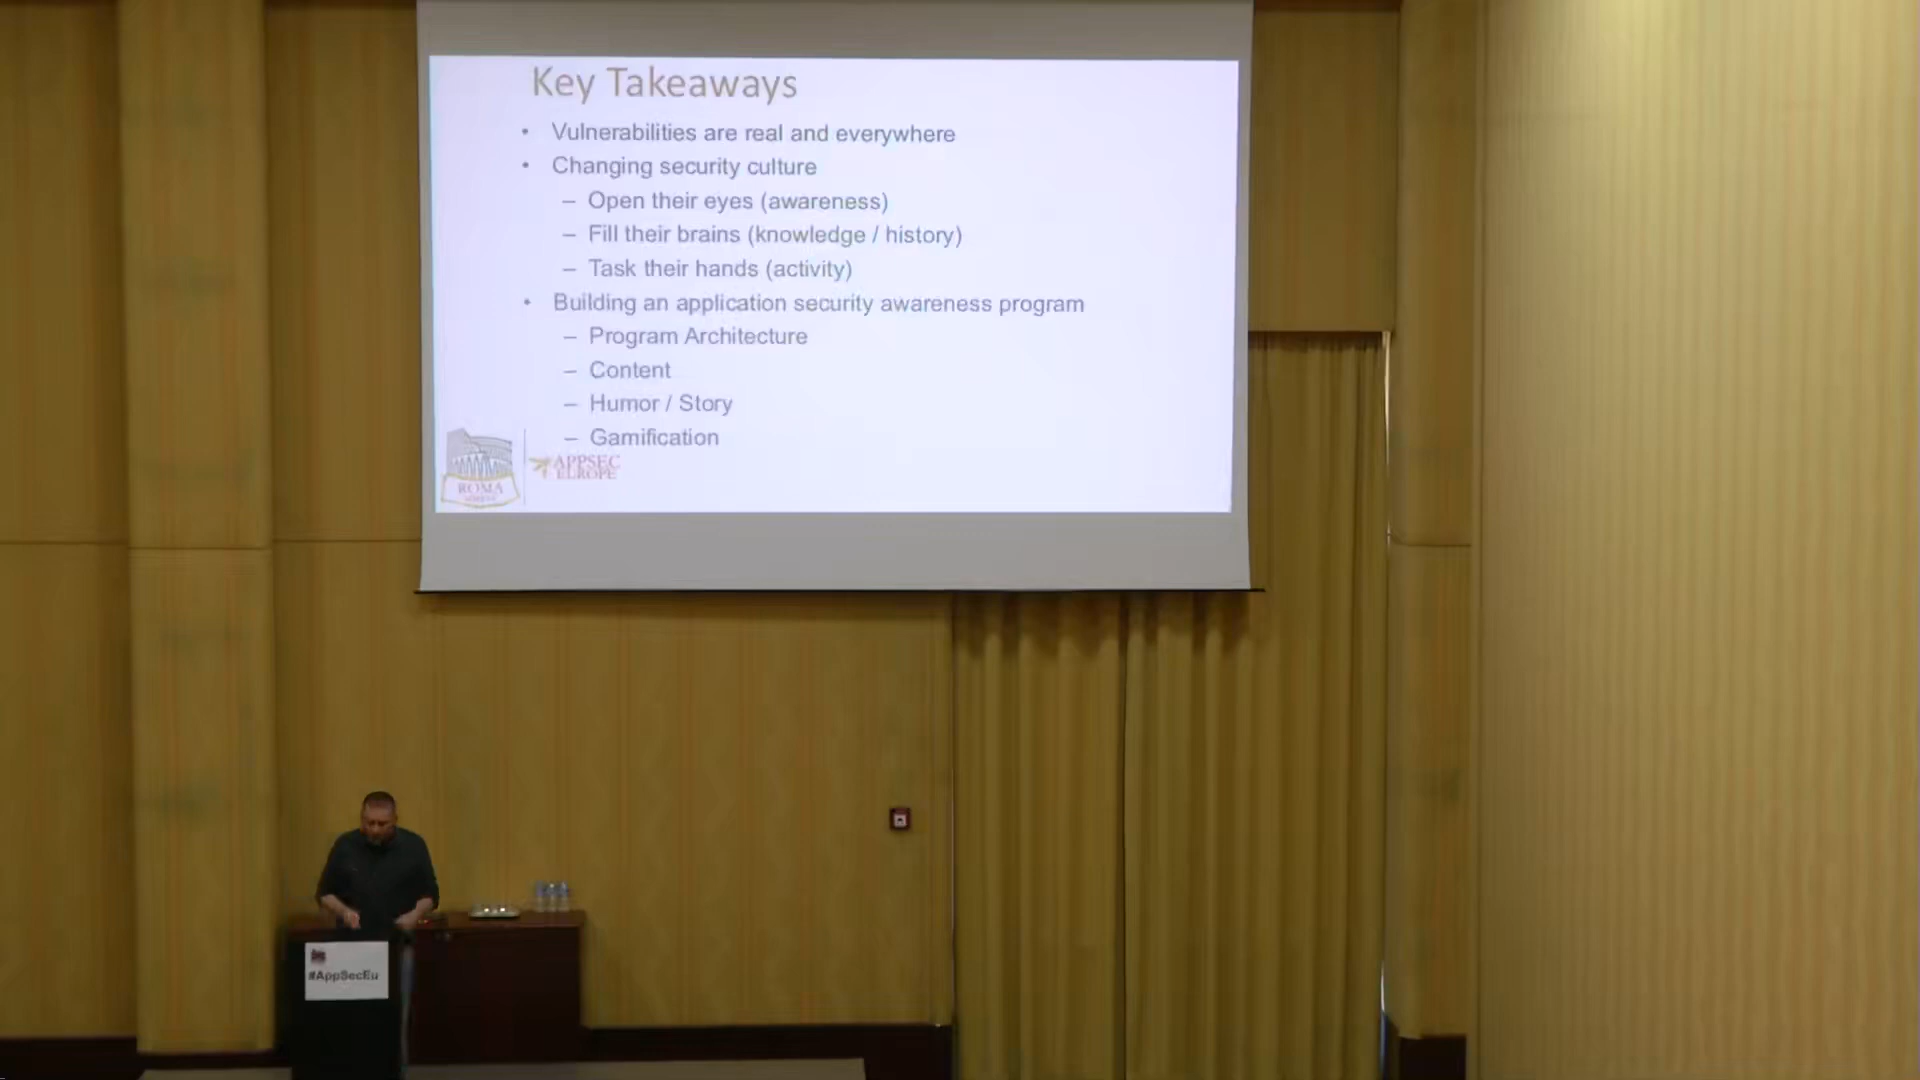 Key Takeaways
• Vulnerabilities are real and everywhere
• Changing security culture
– Open their eyes (awareness)
– Fill their brains (knowledge / history)
– Task their hands (activity)
• Building an application security awareness program
– Program Architecture
– Content
– Humor / Story
– Gamification
APPSEC
EUROPE
ROMA
#AppSecEu